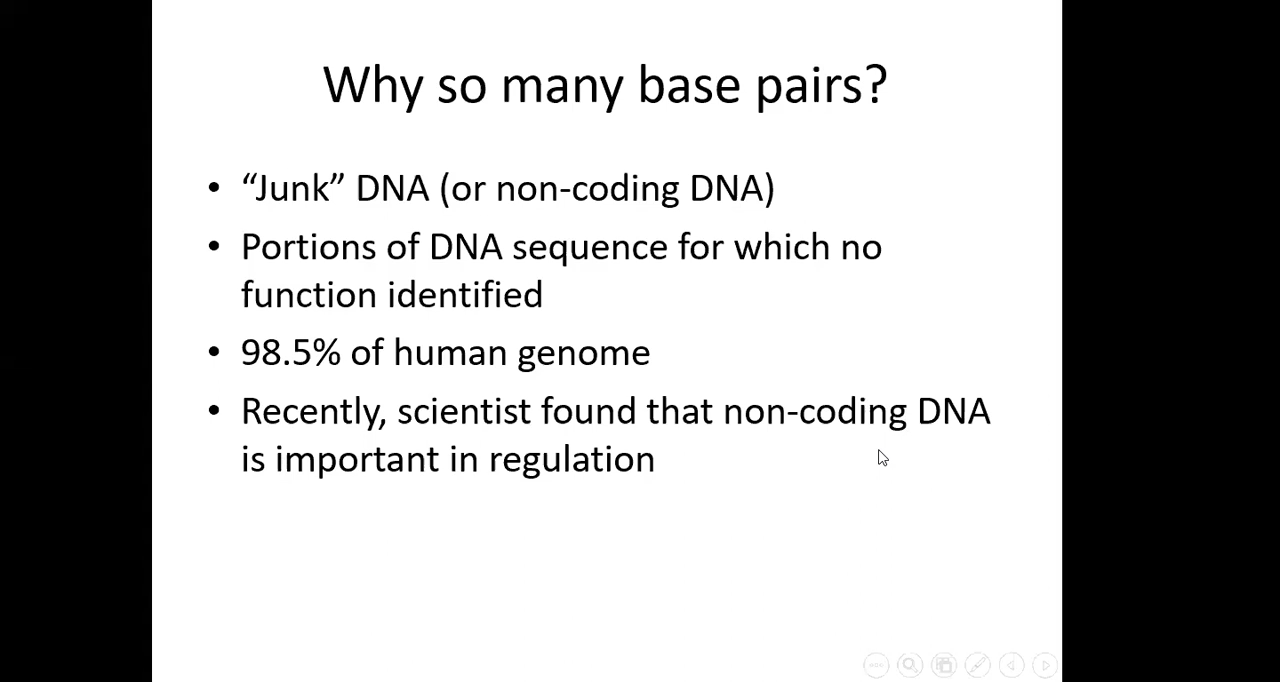 Why so many base pairs?
• “Junk” DNA (or non-coding DNA)
• Portions of DNA sequence for which no
function identified
• 98.5% of human genome
• Recently, scientist found that non-coding DNA
is important in regulation